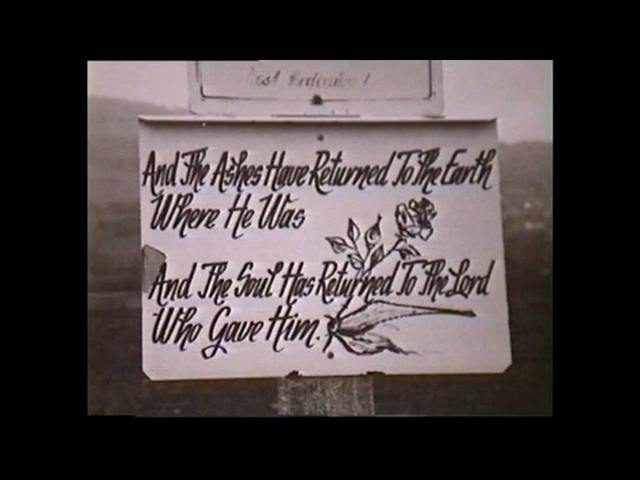 And The Ashes Have Returned To The Earth
Where He Was
And The Soul Has Returned To The Lord
Who Gave Him.